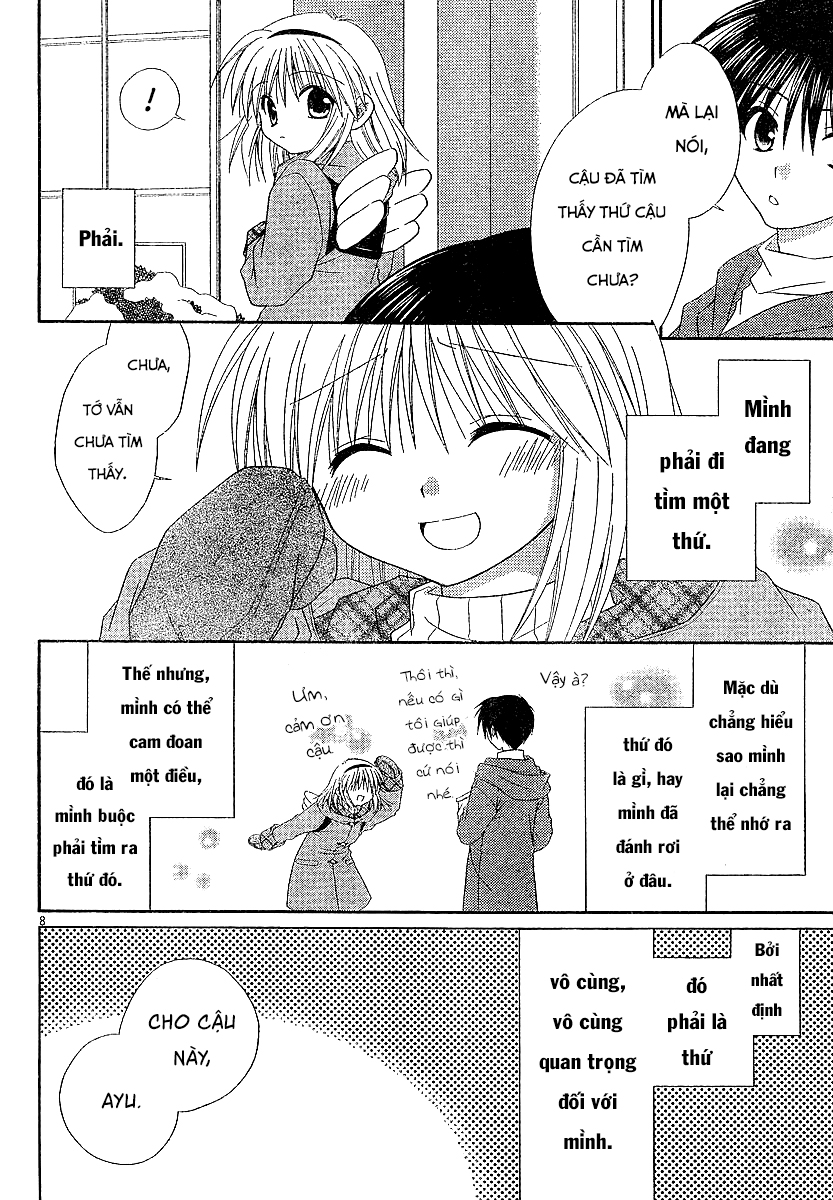 MÀ LẠI
NÓI,
CẬU ĐÃ TÌM
THẤY THỨ CẬU
CẦN TÌM
CHƯA?
!
Phải.
Mình
đang
phải đi
tìm một
thứ.
CHƯA,
TỚ VẪN
CHƯA TÌM
THẤY.
Mặc dù
chẳng hiểu
sao mình
lại chẳng
thể nhớ ra
thứ đó
là gì, hay
mình đã
đánh rơi
ở đâu.
Vậy à?
Thôi thì,
nếu có gì
tôi giúp
được thì
cứ nói
nhé.
Ưm,
cảm ơn
cậu
Thế nhưng,
mình có thể
cam đoan
một điều,
đó là
mình buộc
phải tìm ra
thứ đó.
8
Bởi
nhất
định
đó
phải là
thứ
vô cùng,
vô cùng
quan trọng
đối với
mình.
CHO CẬU
NÀY,
AYU.